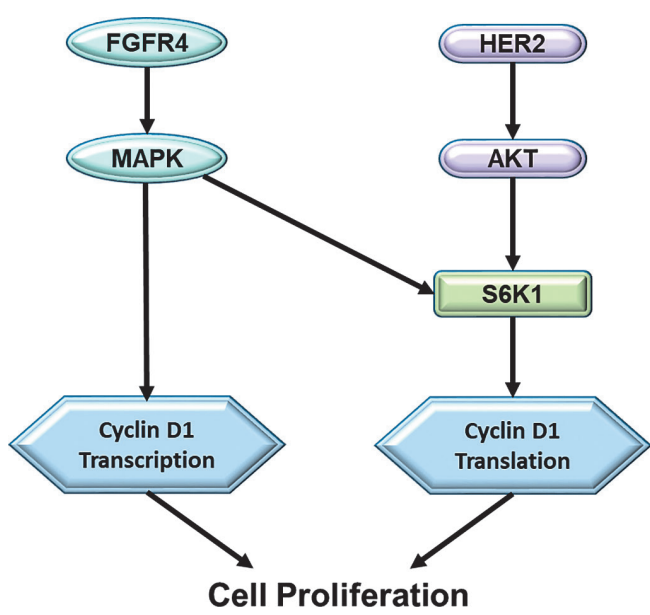 FGFR4
HER2
MAPK
AKT
S6K1
Cyclin D1
Transcription
Cyclin D1
Translation
Cell Proliferation